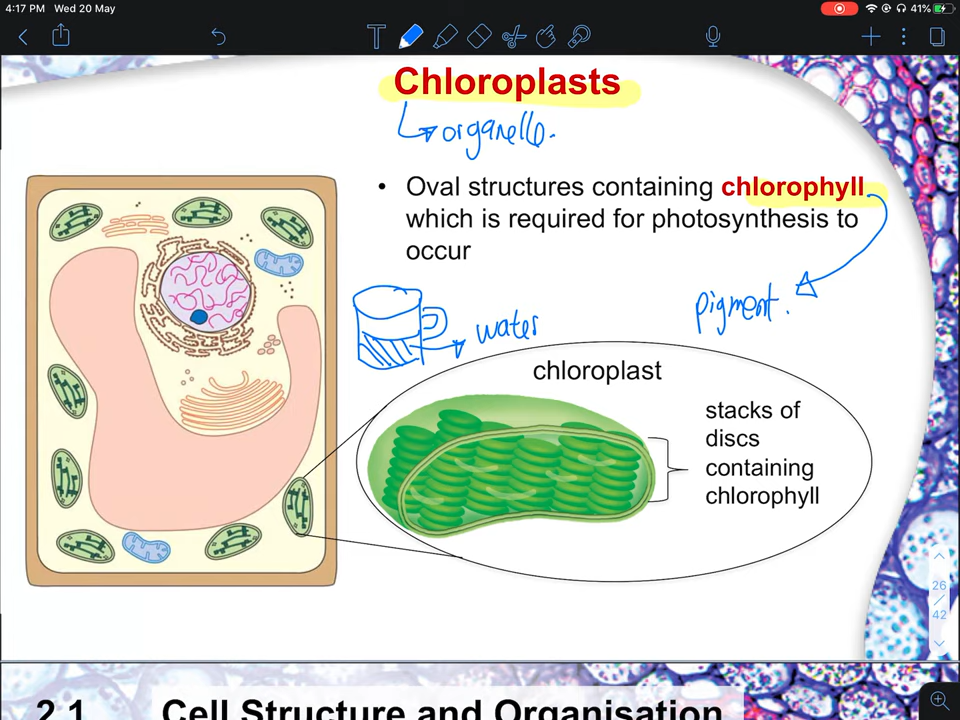 4:17 PM Wed 20 May
41%
Chloroplasts
organelle.
• Oval structures containing chlorophyll
which is required for photosynthesis to
occur
pigment.
water
chloroplast
stacks of
discs
containing
chlorophyll
26
/
42
2.1 Cell Structure and Organisation